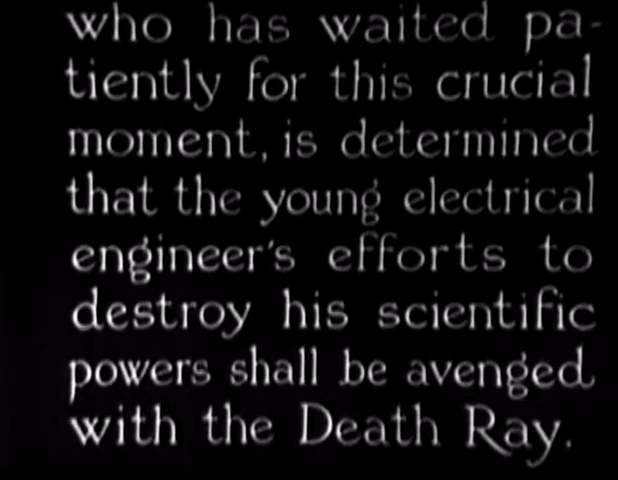 who has waited pa-
tiently for this crucial
moment, is determined
that the young electrical
engineer's efforts to
destroy his scientific
powers shall be avenged
with the Death Ray.